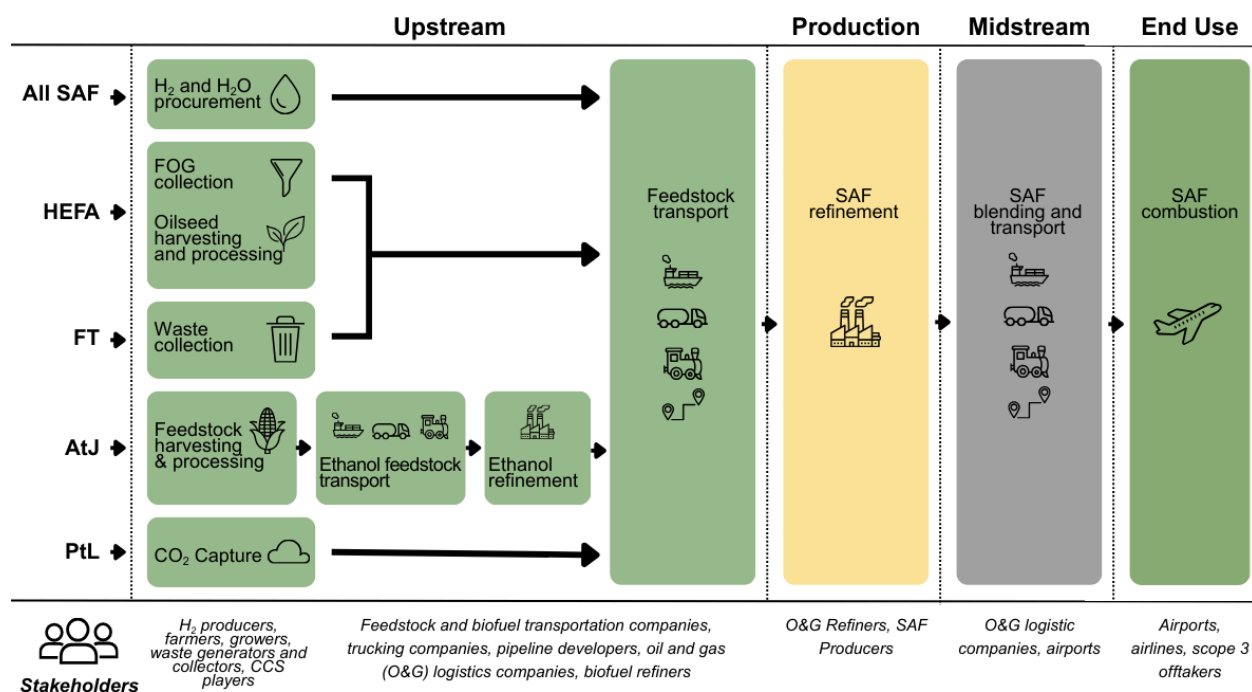 Upstream
Production
Midstream
End Use
All SAF
H₂ and H₂O
procurement
HEFA
FOG
collection
Oilseed
harvesting
and processing
FT
Waste
collection
AtJ
Feedstock
harvesting
& processing
Ethanol feedstock
transport
Ethanol
refinement
PtL
CO₂ Capture
Feedstock
transport
SAF
refinement
SAF
blending and
transport
SAF
combustion
Stakeholders
H₂ producers,
farmers, growers,
waste generators and
collectors, CCS
players
Feedstock and biofuel transportation companies,
trucking companies, pipeline developers, oil and gas
(O&G) logistics companies, biofuel refiners
O&G Refiners, SAF
Producers
O&G logistic
companies, airports
Airports,
airlines, scope 3
offtakers